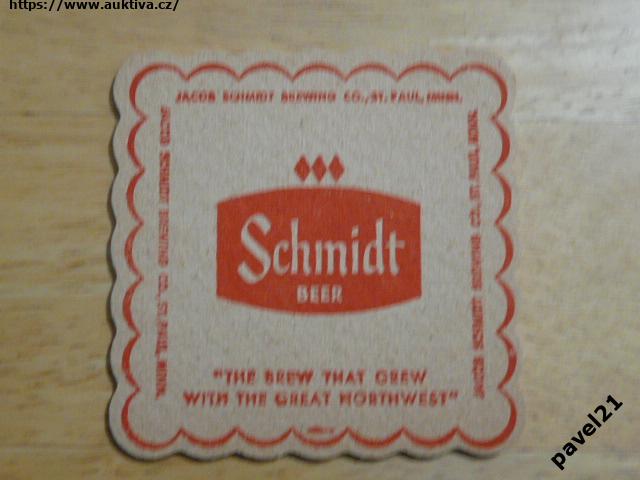 https://www.auktiva.cz/
JACOB SCHMIDT BREWING CO., ST. PAUL, MINN.
JACOB SCHMIDT BREWING CO., ST. PAUL, MINN.
JACOB SCHMIDT BREWING CO., ST. PAUL, MINN.
Schmidt
BEER
"THE BREW THAT GREW
WITH THE GREAT NORTHWEST"
pavel21